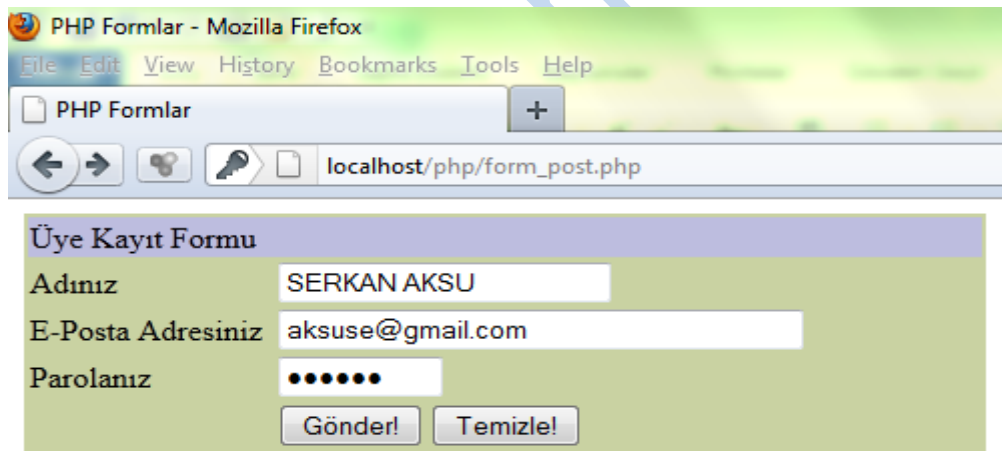 PHP Formlar - Mozilla Firefox
File Edit View History Bookmarks Tools Help
PHP Formlar +
localhost/php/form_post.php
Üye Kayıt Formu
Adınız SERKAN AKSU
E-Posta Adresiniz aksuse@gmail.com
Parolanız ••••••
Gönder! Temizle!